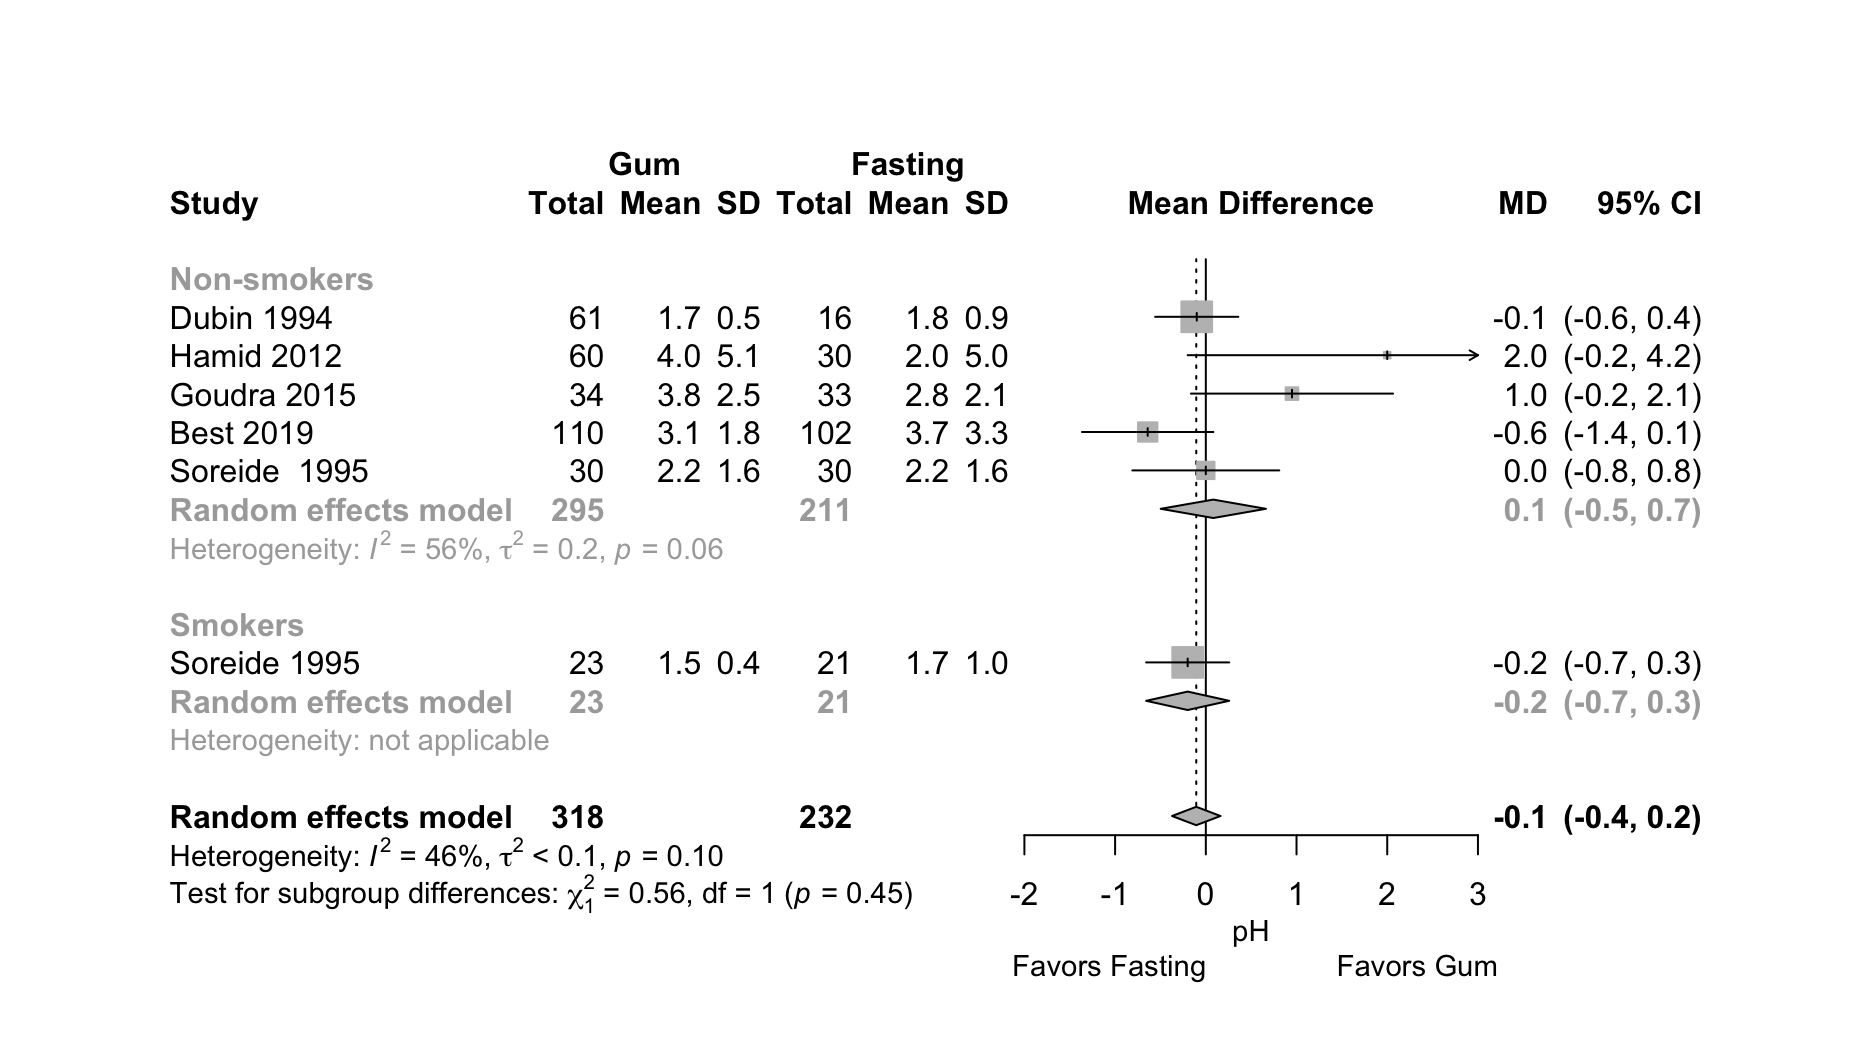 Gum Fasting
Study Total Mean SD Total Mean SD Mean Difference MD 95% CI
Non-smokers
Dubin 1994 61 1.7 0.5 16 1.8 0.9 -0.1 (-0.6, 0.4)
Hamid 2012 60 4.0 5.1 30 2.0 5.0 2.0 (-0.2, 4.2)
Goudra 2015 34 3.8 2.5 33 2.8 2.1 1.0 (-0.2, 2.1)
Best 2019 110 3.1 1.8 102 3.7 3.3 -0.6 (-1.4, 0.1)
Soreide  1995 30 2.2 1.6 30 2.2 1.6 0.0 (-0.8, 0.8)
Random effects model 295 211 0.1 (-0.5, 0.7)
Heterogeneity: I² = 56%, τ² = 0.2, p = 0.06
Smokers
Soreide 1995 23 1.5 0.4 21 1.7 1.0 -0.2 (-0.7, 0.3)
Random effects model 23 21 -0.2 (-0.7, 0.3)
Heterogeneity: not applicable
Random effects model 318 232 -0.1 (-0.4, 0.2)
Heterogeneity: I² = 46%, τ² < 0.1, p = 0.10
Test for subgroup differences: χ₁² = 0.56, df = 1 (p = 0.45)
-2 -1 0 1 2 3
pH
Favors Fasting Favors Gum